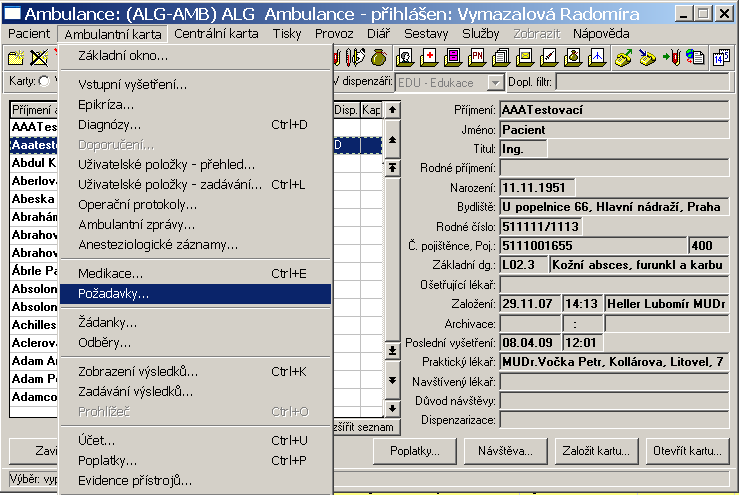 Ambulance: (ALG-AMB) ALG Ambulance - přihlášen: Vymazalová Radomíra
Pacient Ambulantní karta Centrální karta Tisky Provoz Diář Sestavy Služby Zobrazit Nápověda
Karty: V dispenzáři: EDU - Edukace Dopl. filtr:
Základní okno...
Vstupní vyšetření...
Epikríza...
Diagnózy... Ctrl+D
Doporučení...
Uživatelské položky - přehled...
Uživatelské položky - zadávání... Ctrl+L
Operační protokoly...
Ambulantní zprávy...
Anesteziologické záznamy...
Medikace... Ctrl+E
Požadavky...
Žádanky...
Odběry...
Zobrazení výsledků... Ctrl+K
Zadávání výsledků...
Prohlížeč Ctrl+O
Účet... Ctrl+U
Poplatky... Ctrl+P
Evidence přístrojů...
Příjmení a Disp. Kap
AAATes
Aaatest D
Abdul K
Aberlov
Abeska
Abrahám
Abrahov
Abrahov
Ábrle Pa
Absolon
Absolon
Achilles
Aclerova
Adam An
Adam Pe
Adamco
Příjmení: AAATestovací
Jméno: Pacient
Titul: Ing.
Rodné příjmení:
Narození: 11.11.1951
Bydliště: U popelnice 66, Hlavní nádraží, Praha
Rodné číslo: 511111/1113
Č. pojištěnce, Poj.: 5111001655 400
Základní dg.: L02.3 Kožní absces, furunkl a karbu
Ošetřující lékař:
Založení: 29.11.07 14:13 Heller Lubomír MUDr
Archivace: :
Poslední vyšetření: 08.04.09 12:01
Praktický lékař: MUDr.Vočka Petr, Kollárova, Litovel, 7
Navštívený lékař:
Důvod návštěvy:
Dispenzarizace:
zšířit seznam
Zaví Poplatky... Návštěva... Založit kartu... Otevřít kartu...
Výběr: vyp